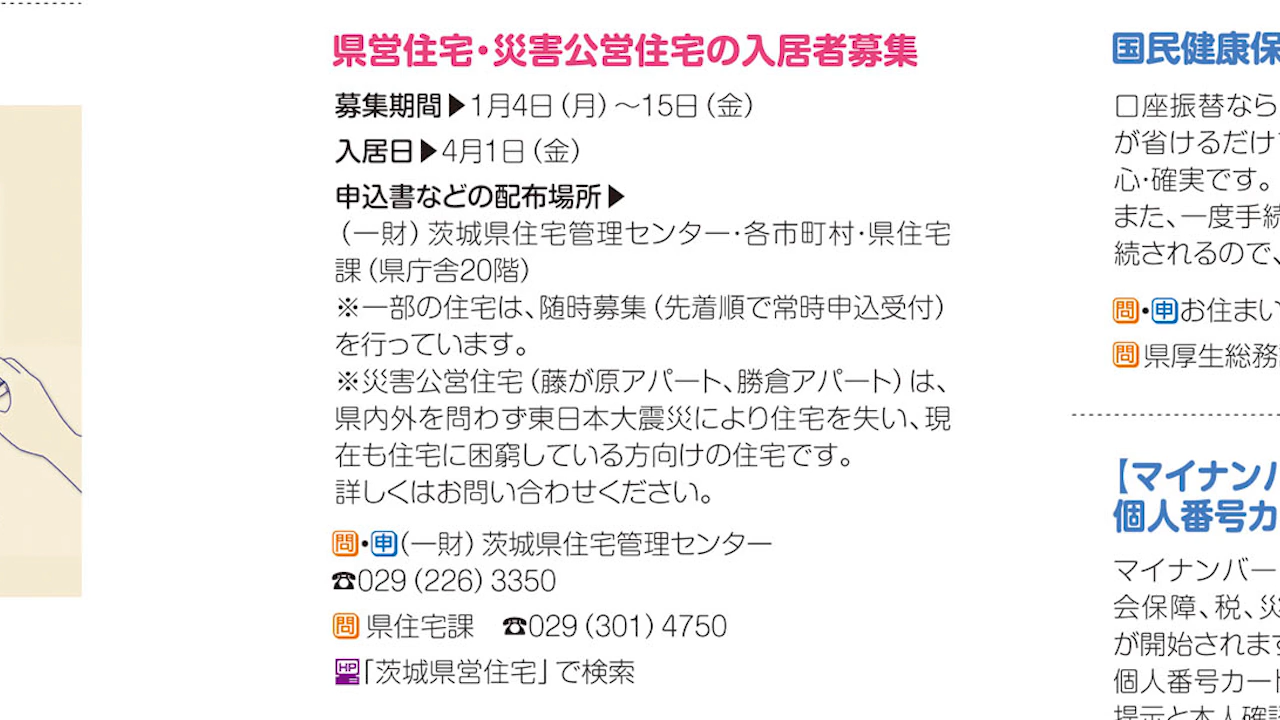 県営住宅・災害公営住宅の入居者募集
募集期間▶1月4日（月）～15日（金）
入居日▶4月1日（金）
申込書などの配布場所▶
（一財）茨城県住宅管理センター・各市町村・県住宅
課（県庁舎20階）
※一部の住宅は、随時募集（先着順で常時申込受付）
を行っています。
※災害公営住宅（藤が原アパート、勝倉アパート）は、
県内外を問わず東日本大震災により住宅を失い、現
在も住宅に困窮している方向けの住宅です。
詳しくはお問い合わせください。
問・申（一財）茨城県住宅管理センター
☎029（226）3350
問 県住宅課　☎029（301）4750
HP「茨城県営住宅」で検索
国民健康保
口座振替なら
が省けるだけ
心・確実です。
また、一度手続
続されるので、
問・申お住まい
問 県厚生総務
【マイナンバ
個人番号カ
マイナンバー
会保障、税、災
が開始されます
個人番号カード
提示と本人確認